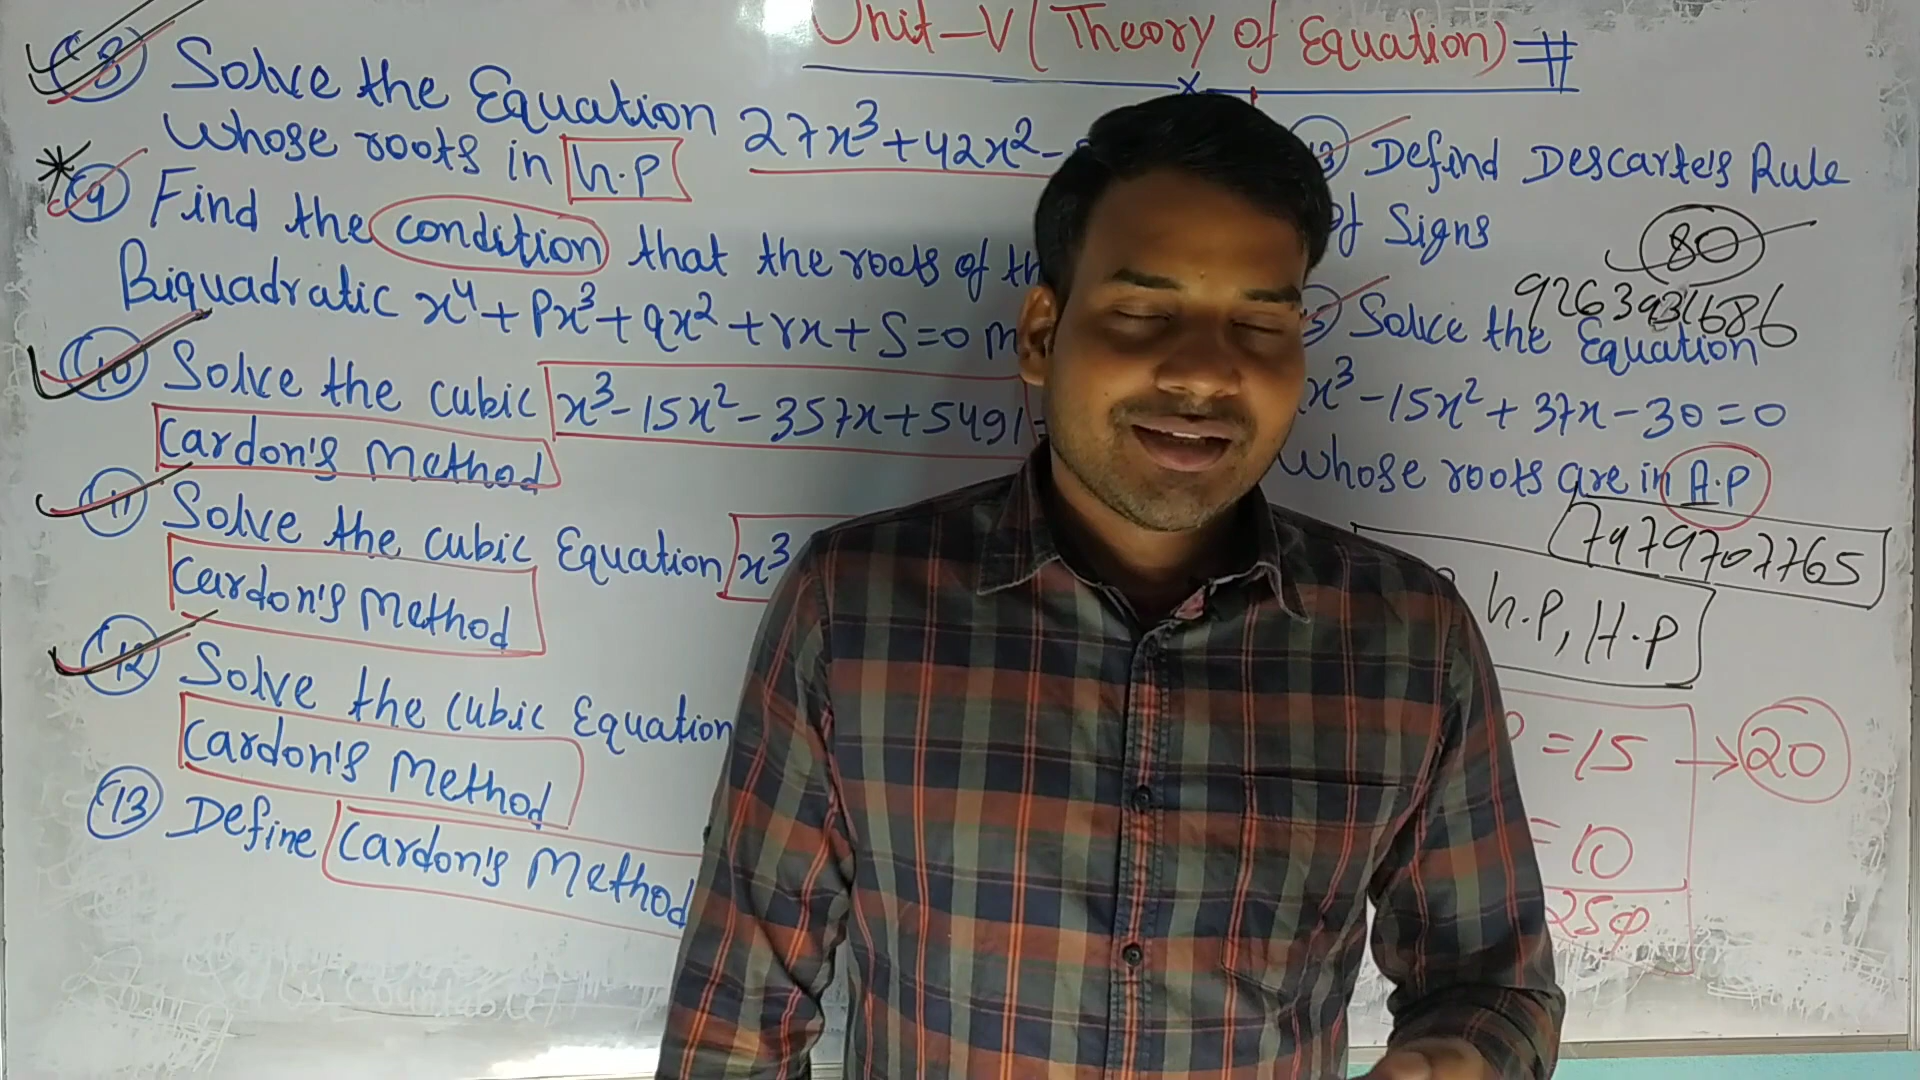 Unit-V (Theory of Equation) #
(8) Solve the Equation 27x³+42x²-
whose roots in h.p
* (9) Find the condition that the roots of th
Biquadratic x⁴+Px³+qx²+rx+S=0 m
(10) Solve the cubic x³-15x²-357x+5491
Cardon's Method
(11) Solve the cubic Equation x³
Cardon's Method
(12) Solve the cubic Equation
Cardon's Method
(13) Define Cardon's Method
Defind Descarte's Rule
of Signs
80
9263931686
Solve the Equation
x³-15x²+37x-30=0
whose roots are in A.P
7479707765
h.P, H.P
=15 → 20
=10
250